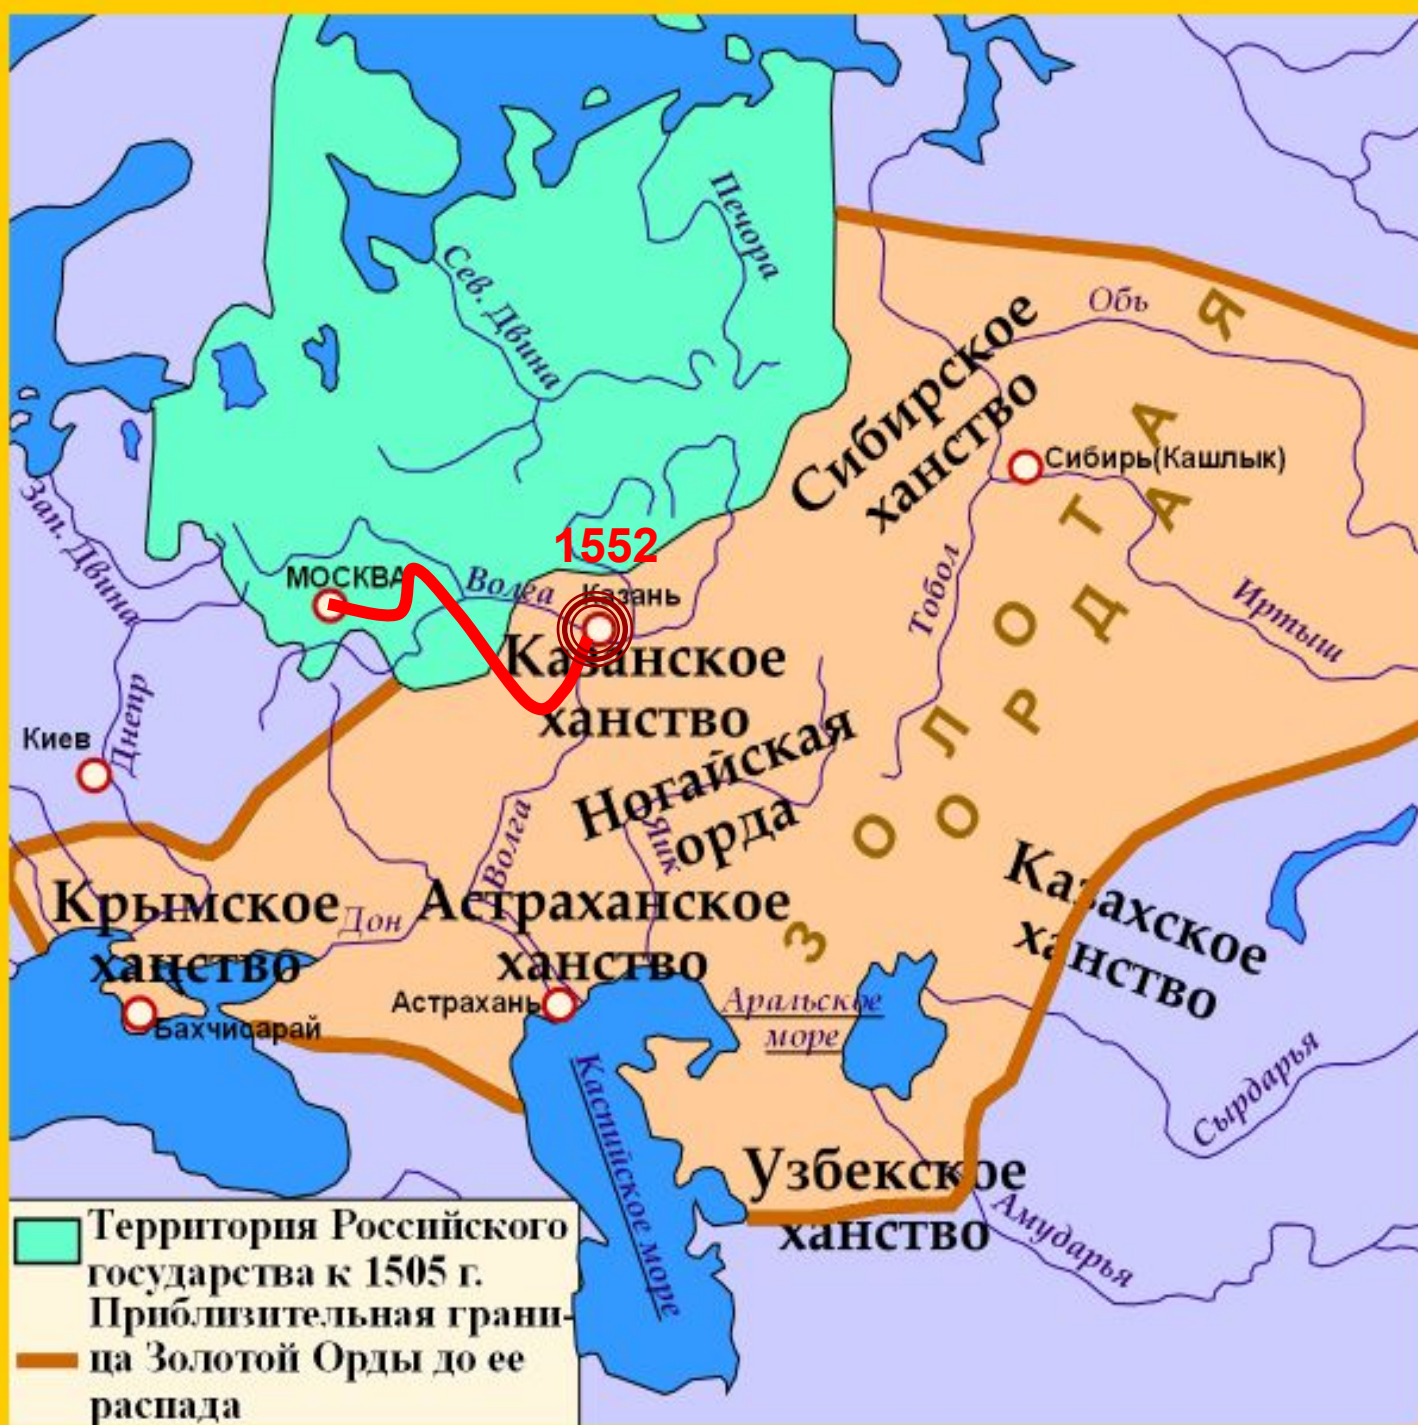 Печора
Сев. Двина
Обь
Сибирское
ханство
Сибирь(Кашлык)
Зап. Двина
1552
МОСКВА
Волга
Казань
Тобол
Иртыш
ЗОЛОТАЯ
ОРДА
Казанское
ханство
Киев
Днепр
Ногайская
орда
Волга
Яик
Крымское
ханство
Дон
Астраханское
ханство
Казахское
ханство
Астрахань
Бахчисарай
Аральское
море
Каспийское море
Сырдарья
Узбекское
ханство
Амударья
Территория Российского
государства к 1505 г.
Приблизительная грани-
ца Золотой Орды до ее
распада